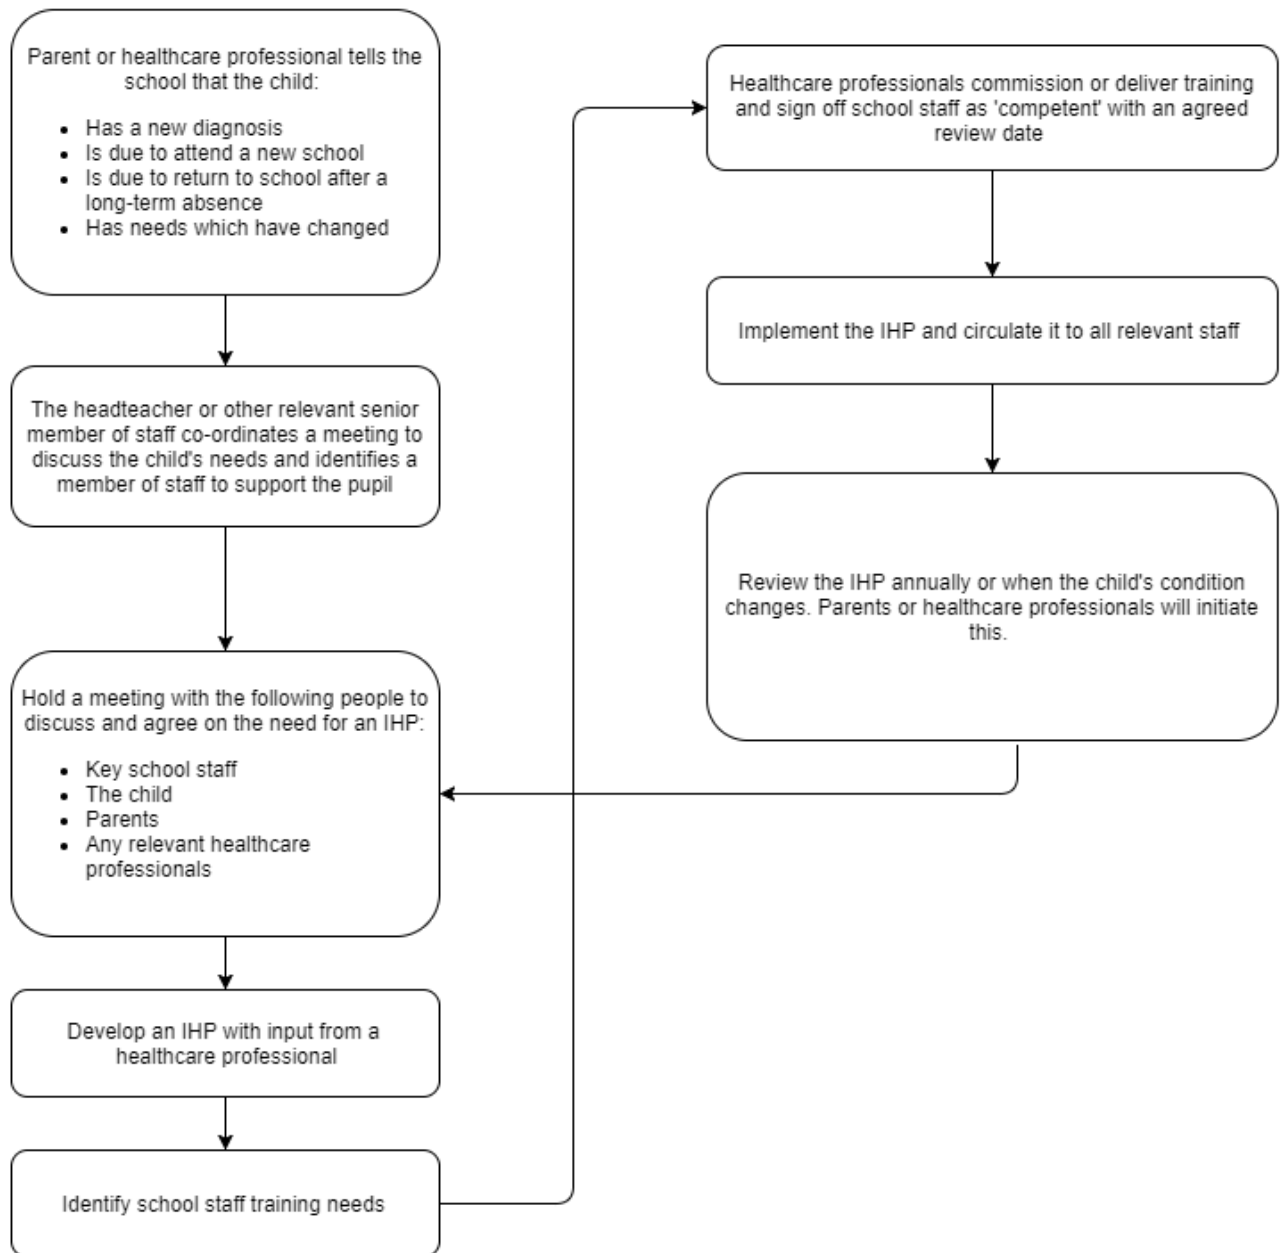 Parent or healthcare professional tells the
school that the child:
• Has a new diagnosis
• Is due to attend a new school
• Is due to return to school after a
long-term absence
• Has needs which have changed
The headteacher or other relevant senior
member of staff co-ordinates a meeting to
discuss the child's needs and identifies a
member of staff to support the pupil
Hold a meeting with the following people to
discuss and agree on the need for an IHP:
• Key school staff
• The child
• Parents
• Any relevant healthcare
professionals
Develop an IHP with input from a
healthcare professional
Identify school staff training needs
Healthcare professionals commission or deliver training
and sign off school staff as 'competent' with an agreed
review date
Implement the IHP and circulate it to all relevant staff
Review the IHP annually or when the child's condition
changes. Parents or healthcare professionals will initiate
this.